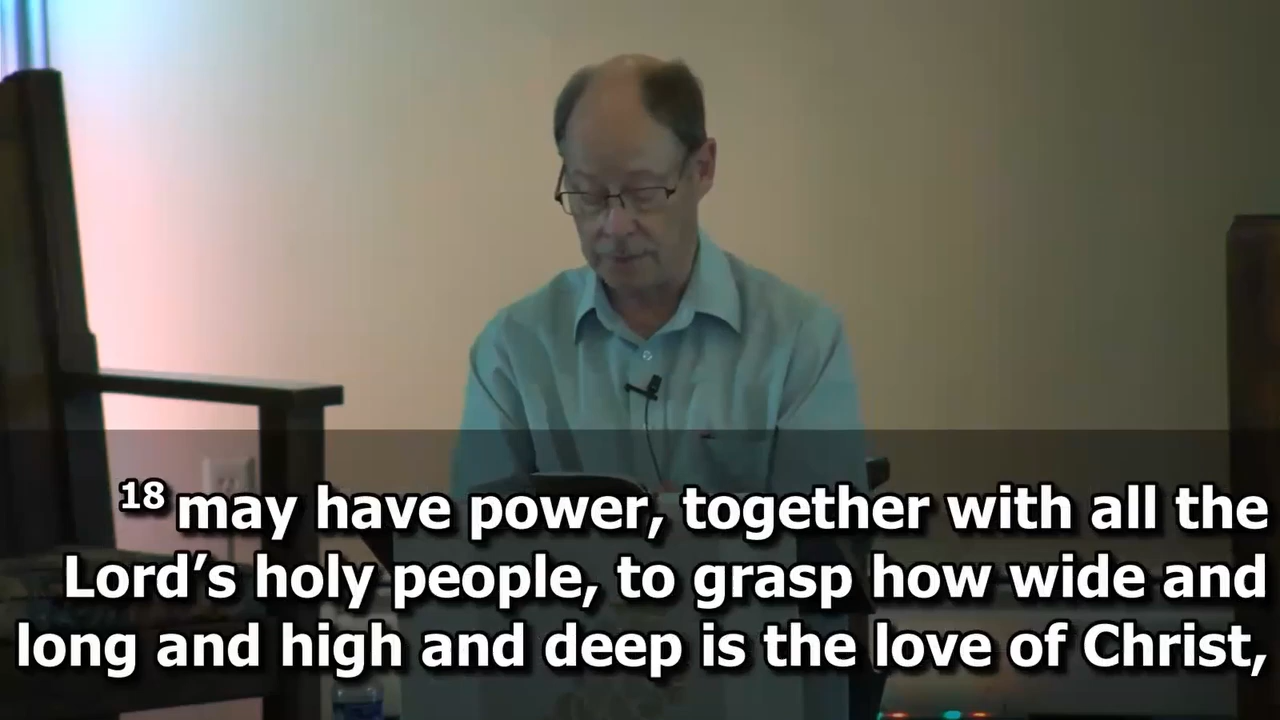 18 may have power, together with all the
Lord’s holy people, to grasp how wide and
long and high and deep is the love of Christ,